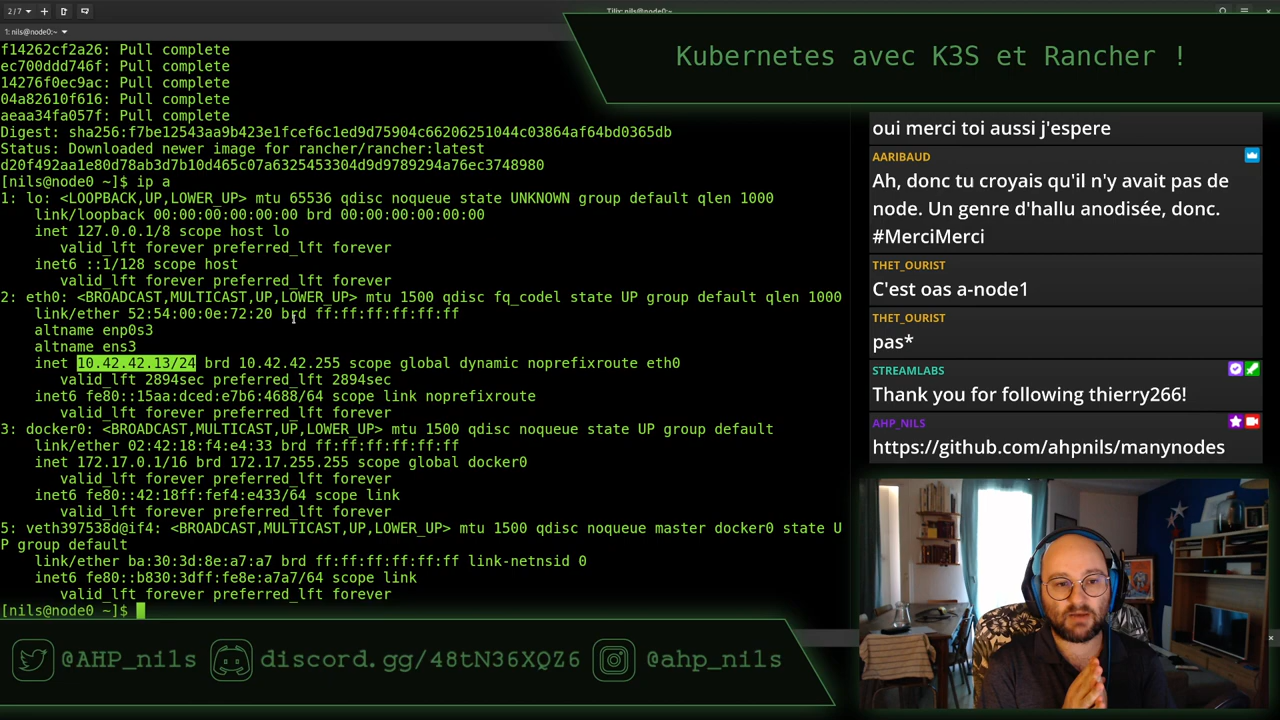 2/7
Tilix: nils@node0:~
1: nils@node0:~
f14262cf2a26: Pull complete
ec700ddd746f: Pull complete
14276f0ec9ac: Pull complete
04a82610f616: Pull complete
aeaa34fa057f: Pull complete
Digest: sha256:f7be12543aa9b423e1fcef6c1ed9d75904c66206251044c03864af64bd0365db
Status: Downloaded newer image for rancher/rancher:latest
d20f492aa1e80d78ab3d7b10d465c07a6325453304d9d9789294a76ec3748980
[nils@node0 ~]$ ip a
1: lo: <LOOPBACK,UP,LOWER_UP> mtu 65536 qdisc noqueue state UNKNOWN group default qlen 1000
link/loopback 00:00:00:00:00:00 brd 00:00:00:00:00:00
inet 127.0.0.1/8 scope host lo
valid_lft forever preferred_lft forever
inet6 ::1/128 scope host
valid_lft forever preferred_lft forever
2: eth0: <BROADCAST,MULTICAST,UP,LOWER_UP> mtu 1500 qdisc fq_codel state UP group default qlen 1000
link/ether 52:54:00:0e:72:20 brd ff:ff:ff:ff:ff:ff
altname enp0s3
altname ens3
inet 10.42.42.13/24 brd 10.42.42.255 scope global dynamic noprefixroute eth0
valid_lft 2894sec preferred_lft 2894sec
inet6 fe80::15aa:dced:e7b6:4688/64 scope link noprefixroute
valid_lft forever preferred_lft forever
3: docker0: <BROADCAST,MULTICAST,UP,LOWER_UP> mtu 1500 qdisc noqueue state UP group default
link/ether 02:42:18:f4:e4:33 brd ff:ff:ff:ff:ff:ff
inet 172.17.0.1/16 brd 172.17.255.255 scope global docker0
valid_lft forever preferred_lft forever
inet6 fe80::42:18ff:fef4:e433/64 scope link
valid_lft forever preferred_lft forever
5: veth397538d@if4: <BROADCAST,MULTICAST,UP,LOWER_UP> mtu 1500 qdisc noqueue master docker0 state U
P group default
link/ether ba:30:3d:8e:a7:a7 brd ff:ff:ff:ff:ff:ff link-netnsid 0
inet6 fe80::b830:3dff:fe8e:a7a7/64 scope link
valid_lft forever preferred_lft forever
[nils@node0 ~]$
Kubernetes avec K3S et Rancher !
oui merci toi aussi j'espere
AARIBAUD
Ah, donc tu croyais qu'il n'y avait pas de
node. Un genre d'hallu anodisée, donc.
#MerciMerci
THET_OURIST
C'est oas a-node1
THET_OURIST
pas*
STREAMLABS
Thank you for following thierry266!
AHP_NILS
https://github.com/ahpnils/manynodes
@AHP_nils
discord.gg/48tN36XQZ6
@ahp_nils